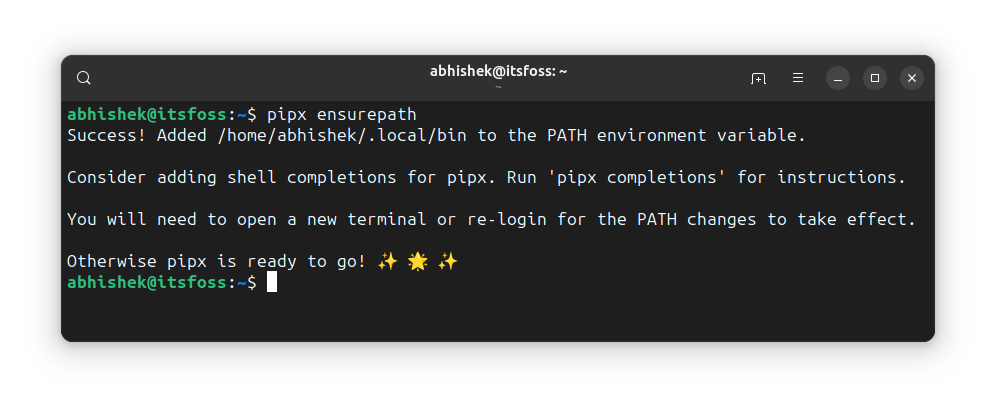 abhishek@itsfoss: ~
~
abhishek@itsfoss:~$ pipx ensurepath
Success! Added /home/abhishek/.local/bin to the PATH environment variable.
Consider adding shell completions for pipx. Run 'pipx completions' for instructions.
You will need to open a new terminal or re-login for the PATH changes to take effect.
Otherwise pipx is ready to go! ✨ 🌟 ✨
abhishek@itsfoss:~$